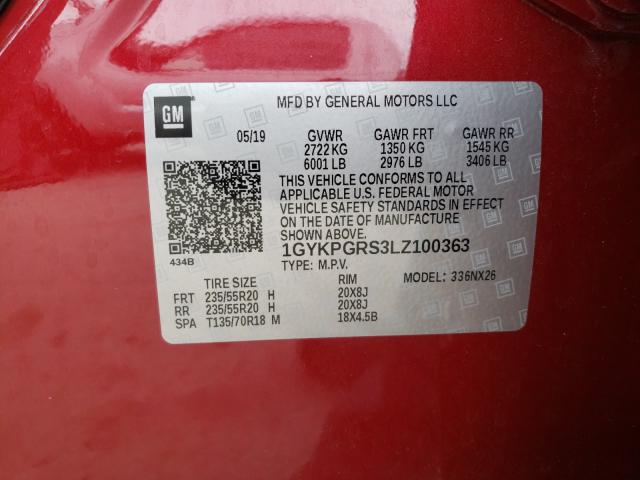 GM
MFD BY GENERAL MOTORS LLC
05/19 GVWR GAWR FRT GAWR RR
2722 KG 1350 KG 1545 KG
6001 LB 2976 LB 3406 LB
THIS VEHICLE CONFORMS TO ALL
APPLICABLE U.S. FEDERAL MOTOR
VEHICLE SAFETY STANDARDS IN EFFECT
ON THE DATE OF MANUFACTURE
SHOWN ABOVE.
434B
1GYKPGRS3LZ100363
TYPE: M.P.V. MODEL: 336NX26
TIRE SIZE RIM
FRT 235/55R20 H 20X8J
RR 235/55R20 H 20X8J
SPA T135/70R18 M 18X4.5B